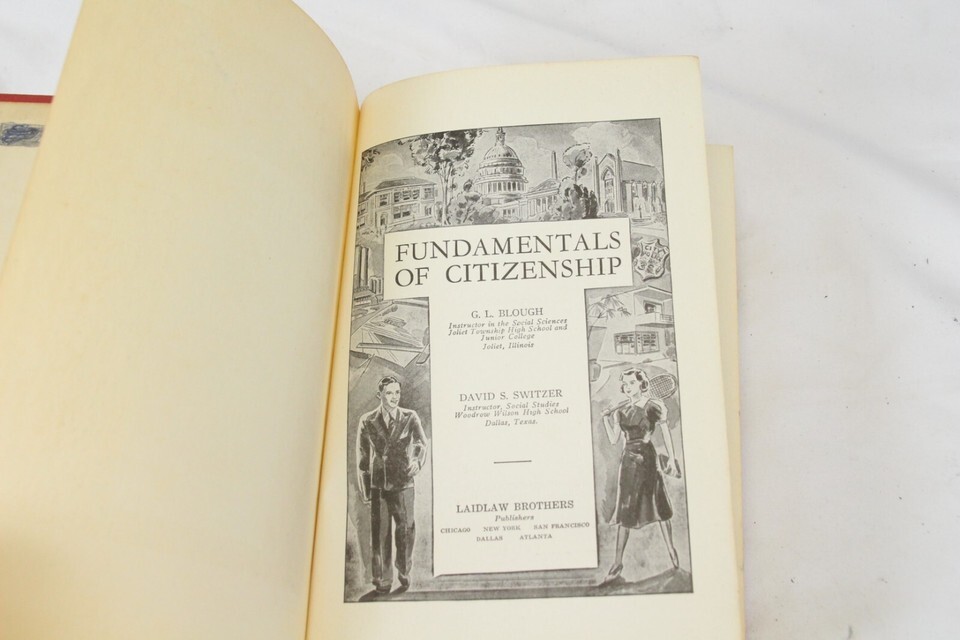 FUNDAMENTALS
OF CITIZENSHIP
G. L. BLOUGH
Instructor in the Social Sciences
Joliet Township High School and
Junior College
Joliet, Illinois
DAVID S. SWITZER
Instructor, Social Studies
Woodrow Wilson High School
Dallas, Texas.
LAIDLAW BROTHERS
Publishers
CHICAGO NEW YORK SAN FRANCISCO
DALLAS ATLANTA